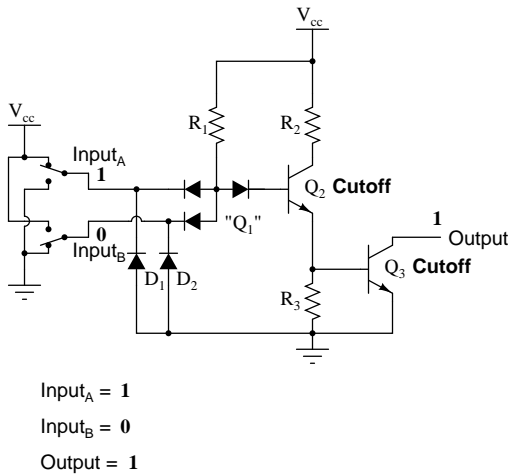 Vcc
Vcc
R1
R2
InputA
1
Q2 Cutoff
"Q1"
0
InputB
1
Output
D1
D2
Q3 Cutoff
R3
InputA = 1
InputB = 0
Output = 1